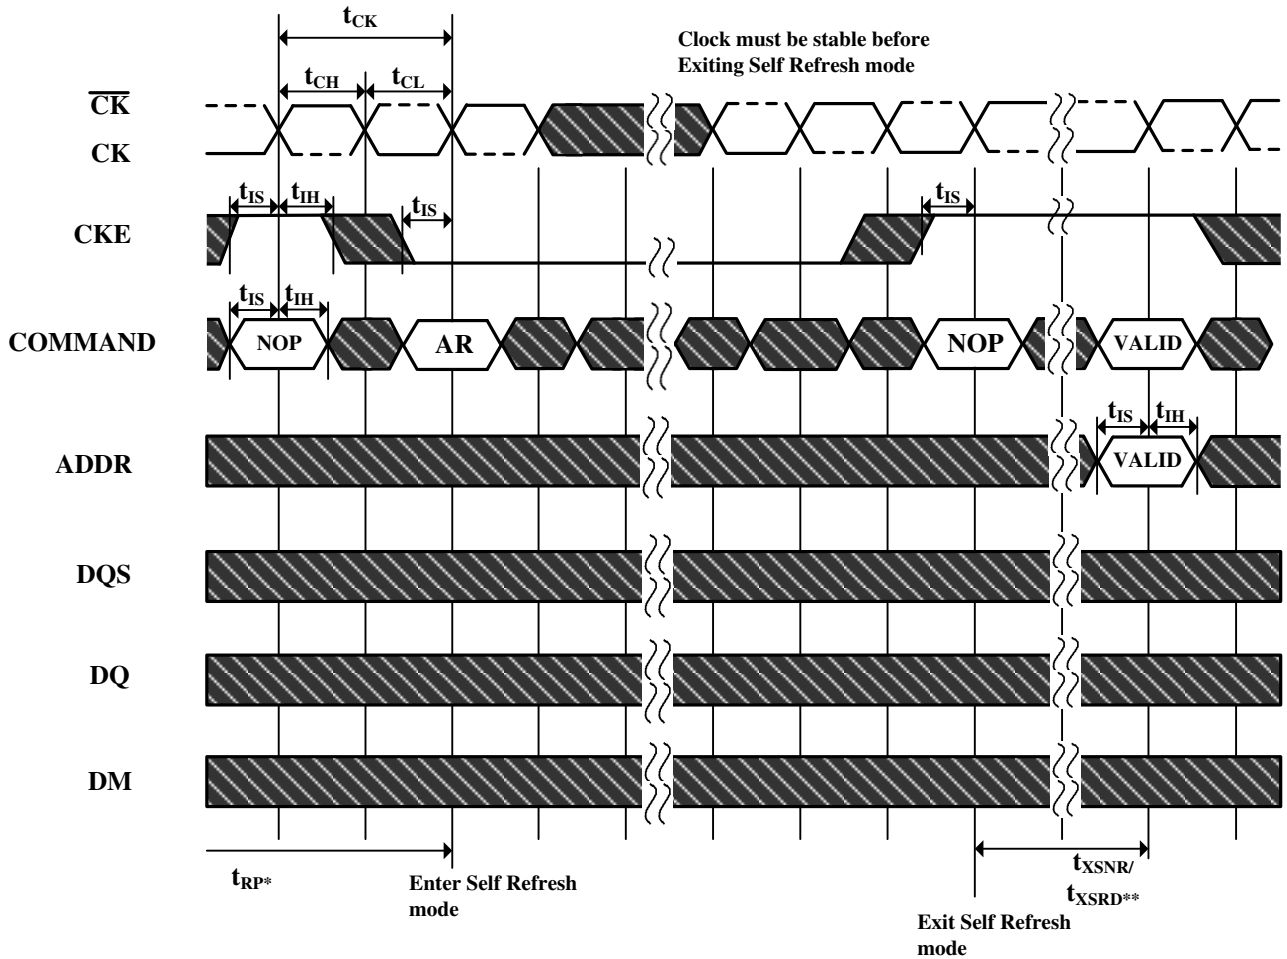 tCK
Clock must be stable before
Exiting Self Refresh mode
tCH
tCL
CK
CK
tIS
tIH
tIS
tIS
CKE
tIS
tIH
COMMAND
NOP
AR
NOP
VALID
tIS
tIH
ADDR
VALID
DQS
DQ
DM
tRP*
Enter Self Refresh
mode
tXSNR/
tXSRD**
Exit Self Refresh
mode